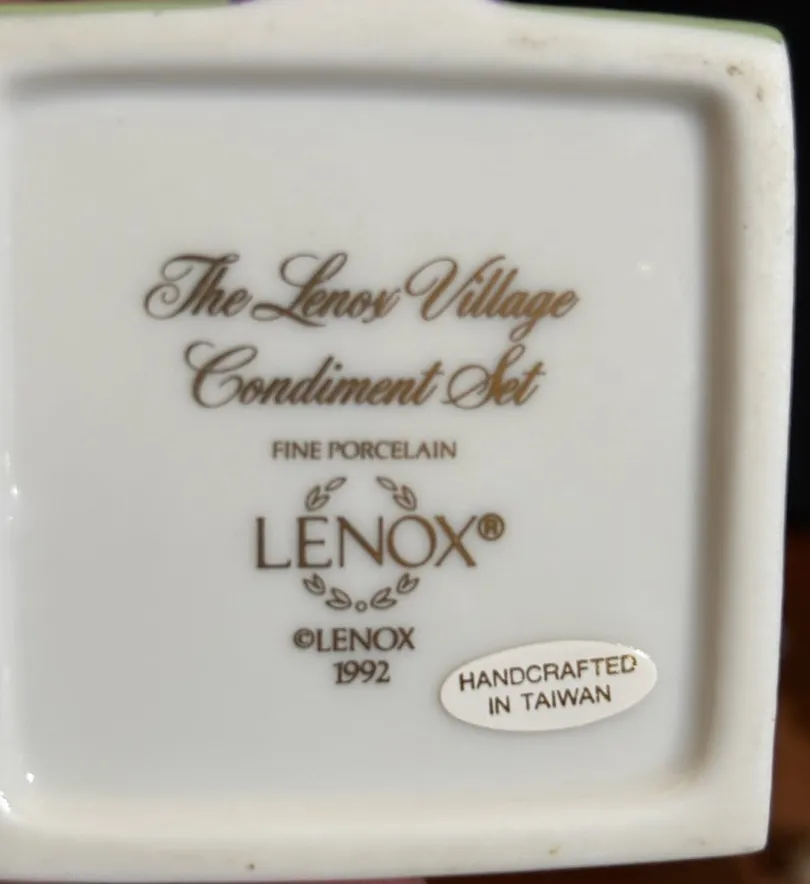 The Lenox Village
Condiment Set
FINE PORCELAIN
LENOX®
©LENOX
1992
HANDCRAFTED
IN TAIWAN